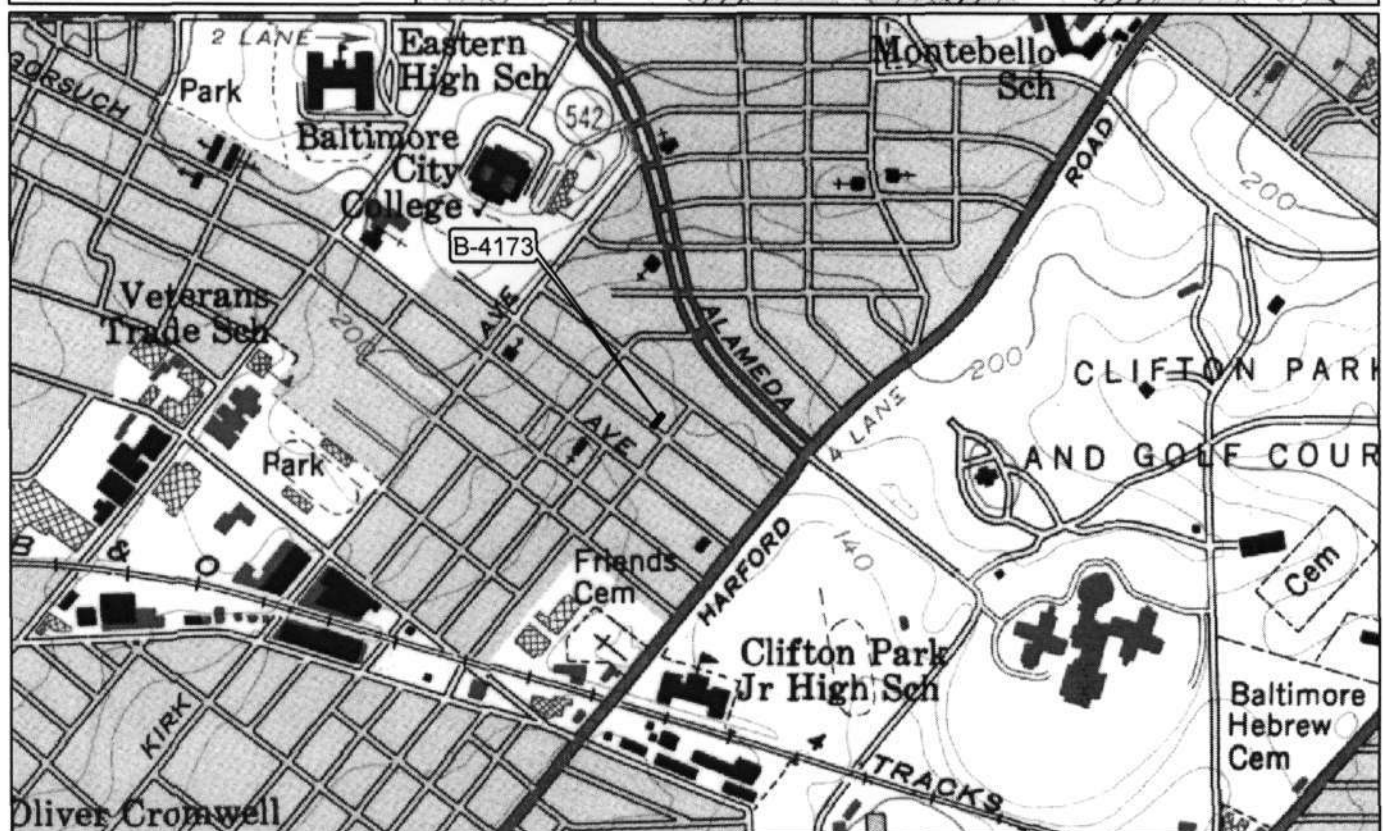 2 LANE
Eastern
High Sch
Montebello
Sch
GORSUCH
Park
542
Baltimore
City
College
ROAD
200
B-4173
Veterans
Trade Sch
200
AVE
ALAMEDA
200
CLIFTON PARK
4 LANE
AVE
AND GOLF COUR
Park
B & O
HARFORD
140
Friends
Cem
Cem
Clifton Park
Jr High Sch
Baltimore
Hebrew
Cem
KIRK
4 TRACKS
Oliver Cromwell